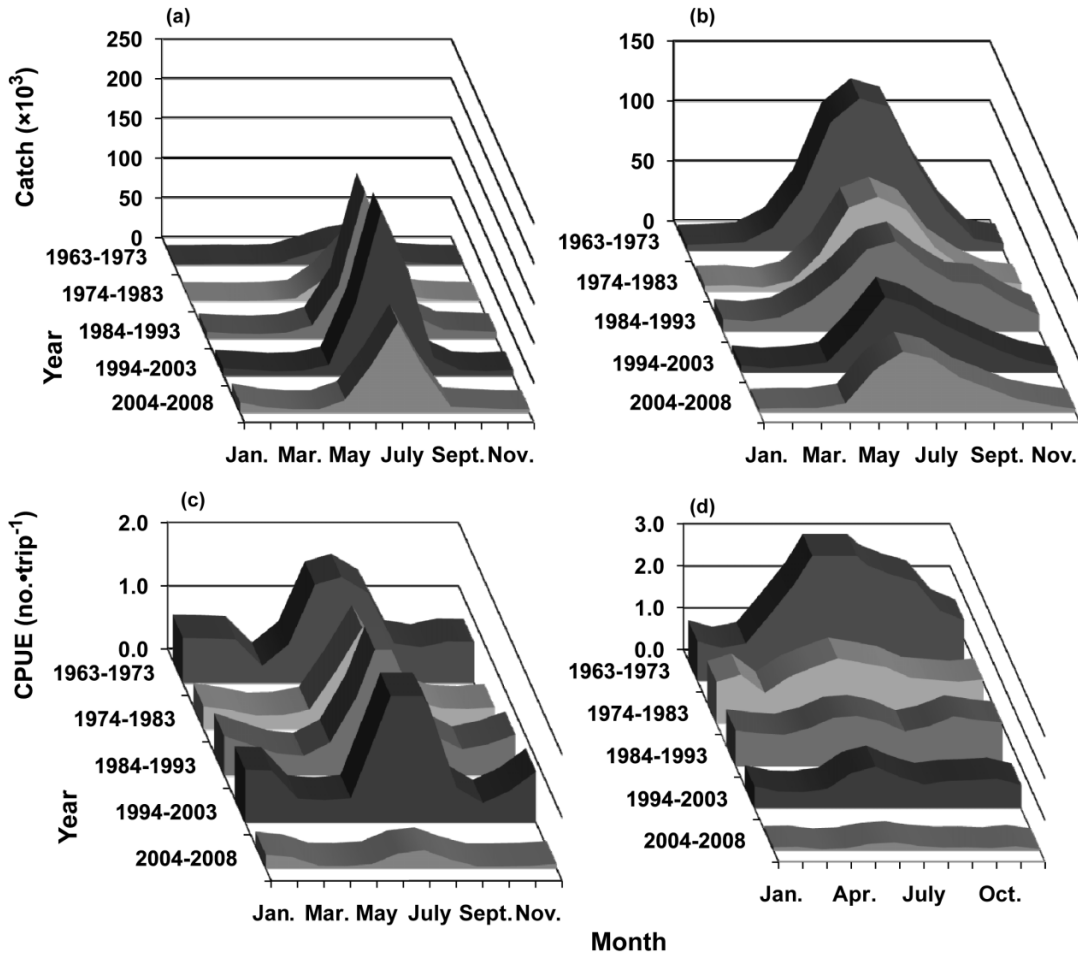 (a)
250
200
150
100
50
0
Catch (×10³)
1963-1973
1974-1983
1984-1993
1994-2003
2004-2008
Year
Jan. Mar. May July Sept. Nov.
(b)
150
100
50
0
1963-1973
1974-1983
1984-1993
1994-2003
2004-2008
Jan. Mar. May July Sept. Nov.
(c)
2.0
1.0
0.0
CPUE (no.•trip⁻¹)
1963-1973
1974-1983
1984-1993
1994-2003
2004-2008
Year
Jan. Mar. May July Sept. Nov.
(d)
3.0
2.0
1.0
0.0
1963-1973
1974-1983
1984-1993
1994-2003
2004-2008
Jan. Apr. July Oct.
Month